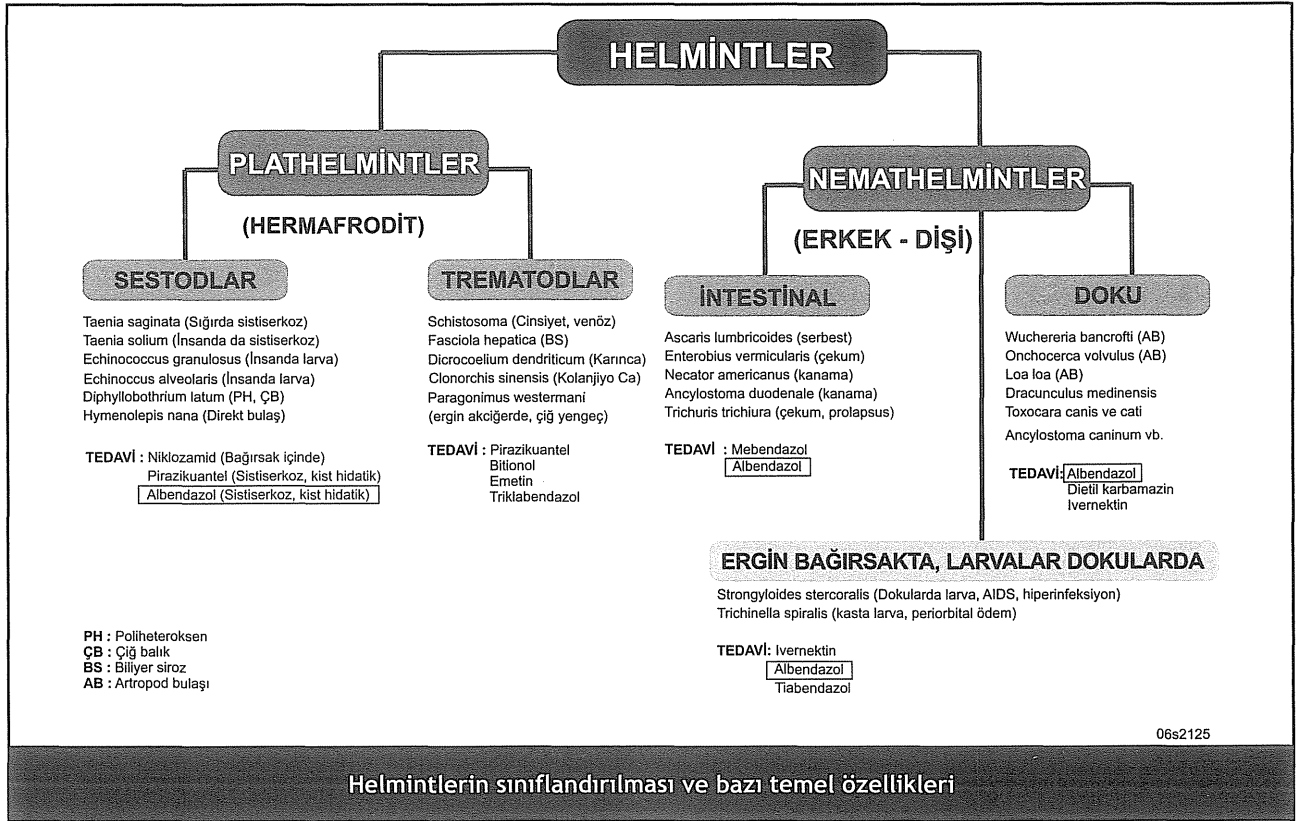 HELMİNTLER
PLATHELMİNTLER
(HERMAFRODİT)
SESTODLAR
Taenia saginata (Sığırda sistiserkoz)
Taenia solium (İnsanda da sistiserkoz)
Echinococcus granulosus (İnsanda larva)
Echinoccus alveolaris (İnsanda larva)
Diphyllobothrium latum (PH, ÇB)
Hymenolepis nana (Direkt bulaş)
TEDAVİ : Niklozamid (Bağırsak içinde)
Pirazikuantel (Sistiserkoz, kist hidatik)
Albendazol (Sistiserkoz, kist hidatik)
TREMATODLAR
Schistosoma (Cinsiyet, venöz)
Fasciola hepatica (BS)
Dicrocoelium dendriticum (Karınca)
Clonorchis sinensis (Kolanjiyo Ca)
Paragonimus westermani
(ergin akciğerde, çiğ yengeç)
TEDAVİ : Pirazikuantel
Bitionol
Emetin
Triklabendazol
NEMATHELMİNTLER
(ERKEK - DİŞİ)
İNTESTİNAL
Ascaris lumbricoides (serbest)
Enterobius vermicularis (çekum)
Necator americanus (kanama)
Ancylostoma duodenale (kanama)
Trichuris trichiura (çekum, prolapsus)
TEDAVİ : Mebendazol
Albendazol
DOKU
Wuchereria bancrofti (AB)
Onchocerca volvulus (AB)
Loa loa (AB)
Dracunculus medinensis
Toxocara canis ve cati
Ancylostoma caninum vb.
TEDAVİ: Albendazol
Dietil karbamazin
Ivernektin
ERGİN BAĞIRSAKTA, LARVALAR DOKULARDA
Strongyloides stercoralis (Dokularda larva, AIDS, hiperinfeksiyon)
Trichinella spiralis (kasta larva, periorbital ödem)
TEDAVİ: Ivernektin
Albendazol
Tiabendazol
PH : Poliheteroksen
ÇB : Çiğ balık
BS : Biliyer siroz
AB : Artropod bulaşı
06s2125
Helmintlerin sınıflandırılması ve bazı temel özellikleri